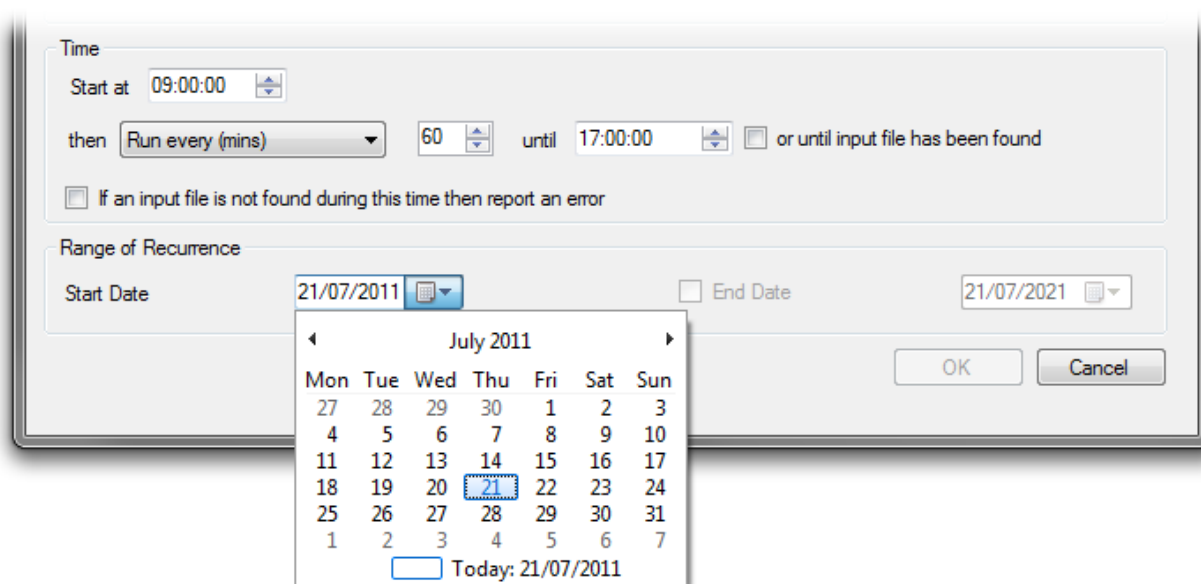 Time
Start at 09:00:00
then Run every (mins) 60 until 17:00:00 or until input file has been found
If an input file is not found during this time then report an error
Range of Recurrence
Start Date 21/07/2011 End Date 21/07/2021
July 2011
Mon Tue Wed Thu Fri Sat Sun
27 28 29 30 1 2 3
4 5 6 7 8 9 10
11 12 13 14 15 16 17
18 19 20 21 22 23 24
25 26 27 28 29 30 31
1 2 3 4 5 6 7
Today: 21/07/2011
OK Cancel